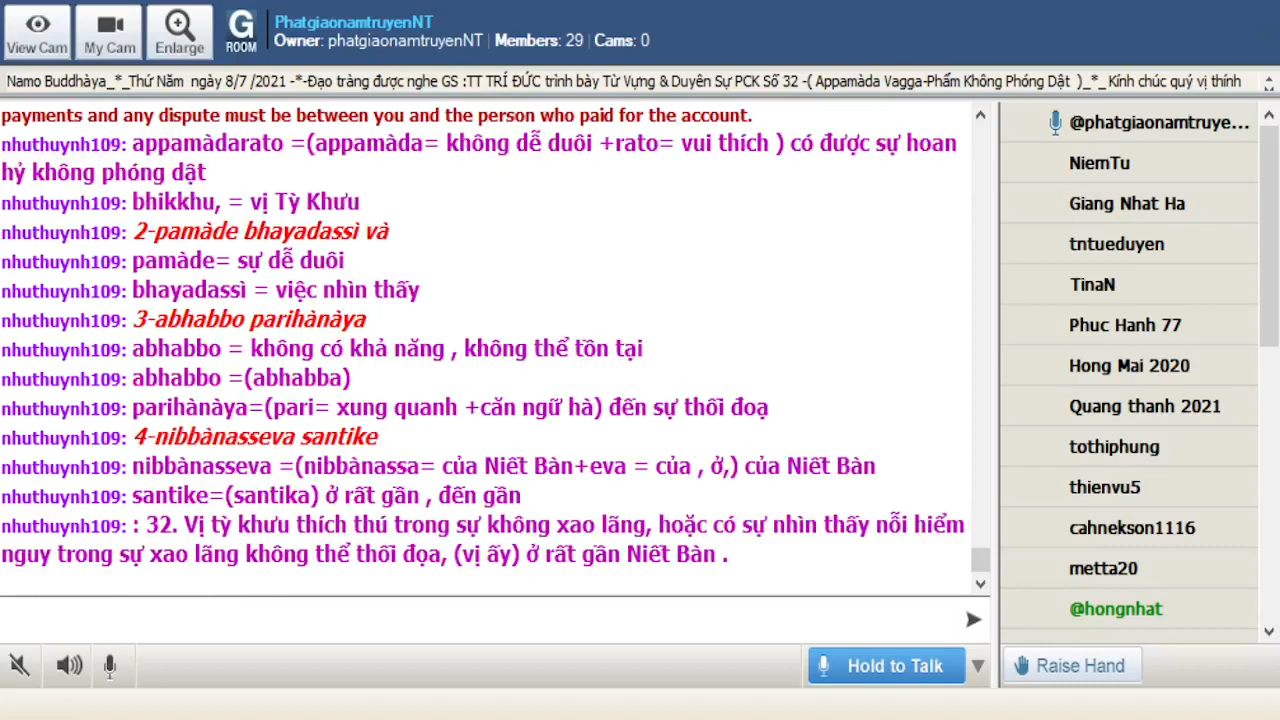 View Cam
My Cam
Enlarge
G
ROOM
PhatgiaonamtruyenNT
Owner: phatgiaonamtruyenNT | Members: 29 | Cams: 0
Namo Buddhàya_*_Thứ Năm ngày 8/7 /2021 -*-Đạo tràng được nghe GS :TT TRÍ ĐỨC trình bày Từ Vựng & Duyên Sự PCK Số 32 -( Appamàda Vagga-Phẩm Không Phóng Dật )_*_ Kính chúc quý vị thính
payments and any dispute must be between you and the person who paid for the account.
nhuthuynh109: appamàdarato =(appamàda= không dễ duôi +rato= vui thích ) có được sự hoan
hỷ không phóng dật
nhuthuynh109: bhikkhu, = vị Tỳ Khưu
nhuthuynh109: 2-pamàde bhayadassì và
nhuthuynh109: pamàde= sự dễ duôi
nhuthuynh109: bhayadassì = việc nhìn thấy
nhuthuynh109: 3-abhabbo parihànàya
nhuthuynh109: abhabbo = không có khả năng , không thể tồn tại
nhuthuynh109: abhabbo =(abhabba)
nhuthuynh109: parihànàya=(pari= xung quanh +căn ngữ hà) đến sự thối đoạ
nhuthuynh109: 4-nibbànasseva santike
nhuthuynh109: nibbànasseva =(nibbànassa= của Niết Bàn+eva = của , ở,) của Niết Bàn
nhuthuynh109: santike=(santika) ở rất gần , đến gần
nhuthuynh109: : 32. Vị tỳ khưu thích thú trong sự không xao lãng, hoặc có sự nhìn thấy nỗi hiểm
nguy trong sự xao lãng không thể thối đọa, (vị ấy) ở rất gần Niết Bàn .
@phatgiaonamtruye...
NiemTu
Giang Nhat Ha
tntueduyen
TinaN
Phuc Hanh 77
Hong Mai 2020
Quang thanh 2021
tothiphung
thienvu5
cahnekson1116
metta20
@hongnhat
Hold to Talk
Raise Hand